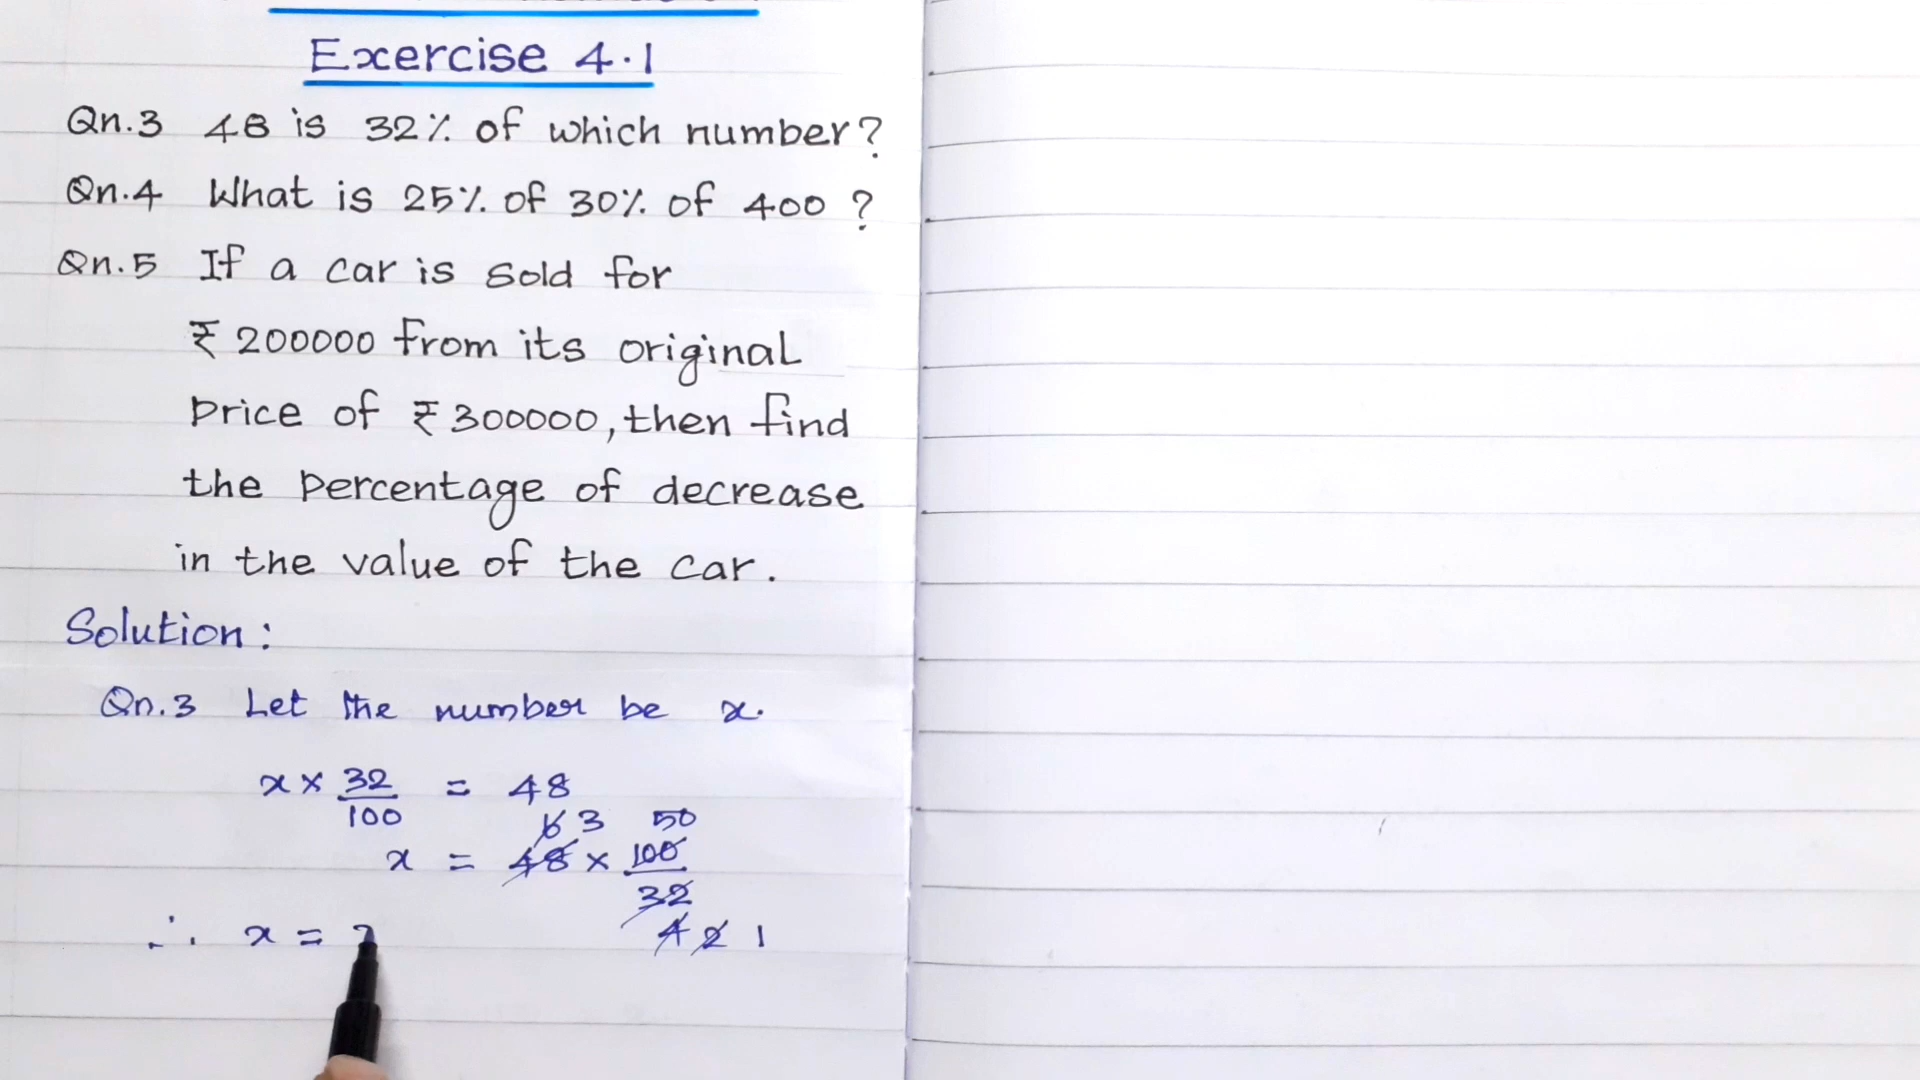 Exercise 4.1
Qn.3 48 is 32% of which number?
Qn.4 What is 25% of 30% of 400 ?
Qn.5 If a car is sold for
₹ 200000 from its original
price of ₹ 300000, then find
the percentage of decrease
in the value of the car.
Solution :
Qn.3 Let the number be x.
x × 32/100 = 48
6 3 50
x = 48 × 100/32
4 2 1
∴ x =